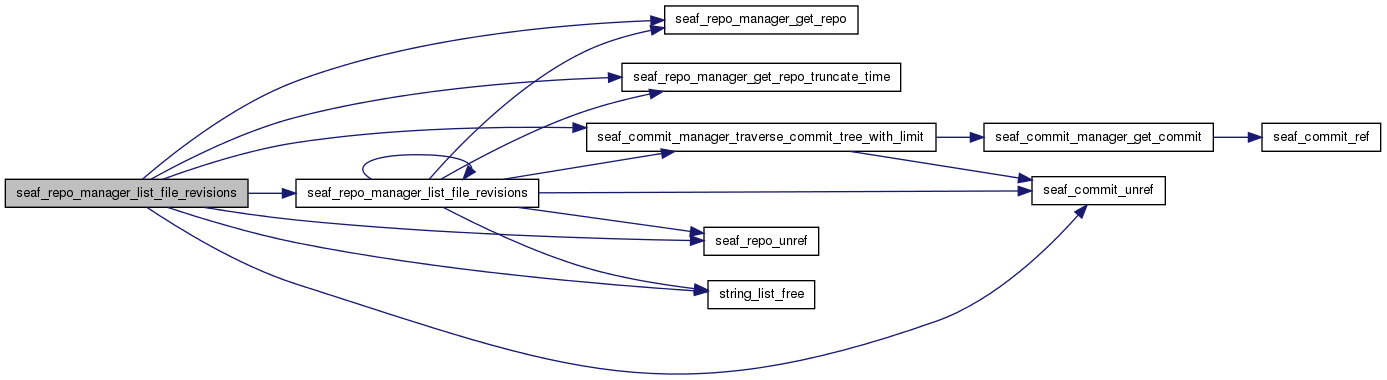 seaf_repo_manager_get_repo
seaf_repo_manager_get_repo_truncate_time
seaf_commit_manager_traverse_commit_tree_with_limit
seaf_commit_manager_get_commit
seaf_commit_ref
seaf_repo_manager_list_file_revisions
seaf_repo_manager_list_file_revisions
seaf_commit_unref
seaf_repo_unref
string_list_free